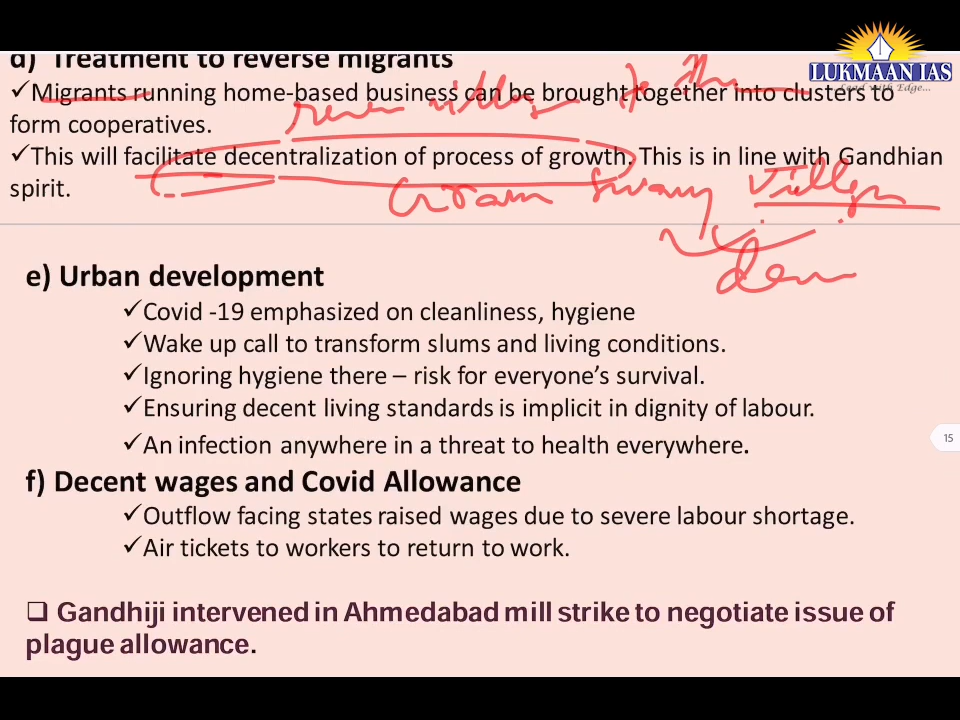 d) Treatment to reverse migrants
LUKMAAN IAS
Lead with Edge...
✓Migrants running home-based business can be brought together into clusters to
form cooperatives.
✓This will facilitate decentralization of process of growth. This is in line with Gandhian
spirit.
Gram Swaraj Village
e) Urban development
✓Covid -19 emphasized on cleanliness, hygiene
✓Wake up call to transform slums and living conditions.
✓Ignoring hygiene there – risk for everyone's survival.
✓Ensuring decent living standards is implicit in dignity of labour.
✓An infection anywhere in a threat to health everywhere.
15
f) Decent wages and Covid Allowance
✓Outflow facing states raised wages due to severe labour shortage.
✓Air tickets to workers to return to work.
❑ Gandhiji intervened in Ahmedabad mill strike to negotiate issue of
plague allowance.